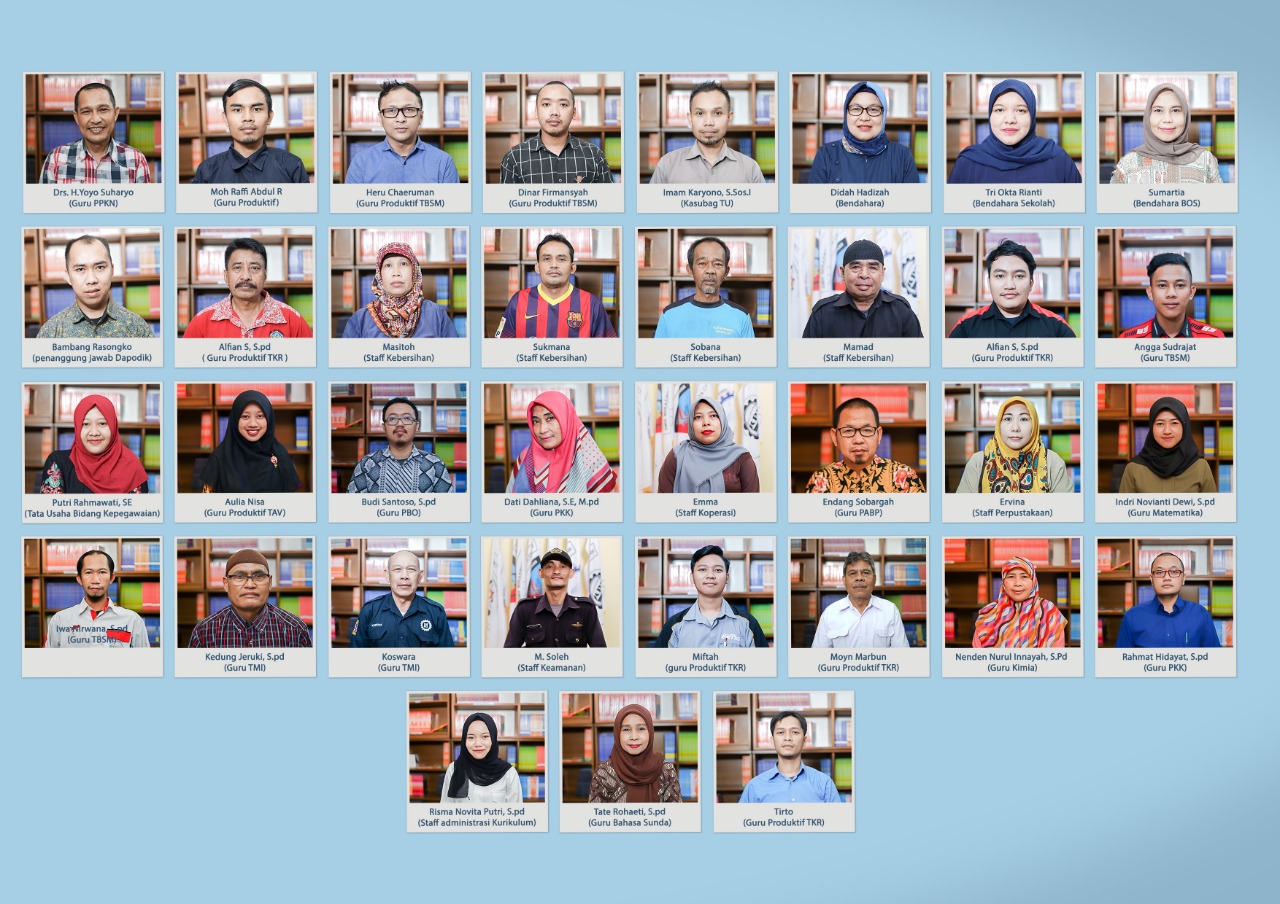 Drs. H.Yoyo Suharyo
(Guru PPKN)
Moh Raffi Abdul R
(Guru Produktif)
Heru Chaeruman
(Guru Produktif TBSM)
Dinar Firmansyah
(Guru Produktif TBSM)
Imam Karyono, S.Sos.I
(Kasubag TU)
Didah Hadizah
(Bendahara)
Tri Okta Rianti
(Bendahara Sekolah)
Sumartia
(Bendahara BOS)
Bambang Rasongko
(penanggung jawab Dapodik)
Alfian S, S.pd
( Guru Produktif TKR )
Masitoh
(Staff Kebersihan)
Sukmana
(Staff Kebersihan)
Sobana
(Staff Kebersihan)
Mamad
(Staff Kebersihan)
Alfian S, S.pd
(Guru Produktif TKR)
Angga Sudrajat
(Guru TBSM)
Putri Rahmawati, SE
(Tata Usaha Bidang Kepegawaian)
Aulia Nisa
(Guru Produktif TAV)
Budi Santoso, S.pd
(Guru PBO)
Dati Dahliana, S.E, M.pd
(Guru PKK)
Emma
(Staff Koperasi)
Endang Sobargah
(Guru PABP)
Ervina
(Staff Perpustakaan)
Indri Novianti Dewi, S.pd
(Guru Matematika)
S.pd
(Guru TBSM)
Kedung Jeruki, S.pd
(Guru TMI)
Koswara
(Guru TMI)
M. Soleh
(Staff Keamanan)
Miftah
(guru Produktif TKR)
Moyn Marbun
(Guru Produktif TKR)
Nenden Nurul Innayah, S.Pd
(Guru Kimia)
Rahmat Hidayat, S.pd
(Guru PKK)
Risma Novita Putri, S.pd
(Staff administrasi Kurikulum)
Tate Rohaeti, S.pd
(Guru Bahasa Sunda)
Tirto
(Guru Produktif TKR)